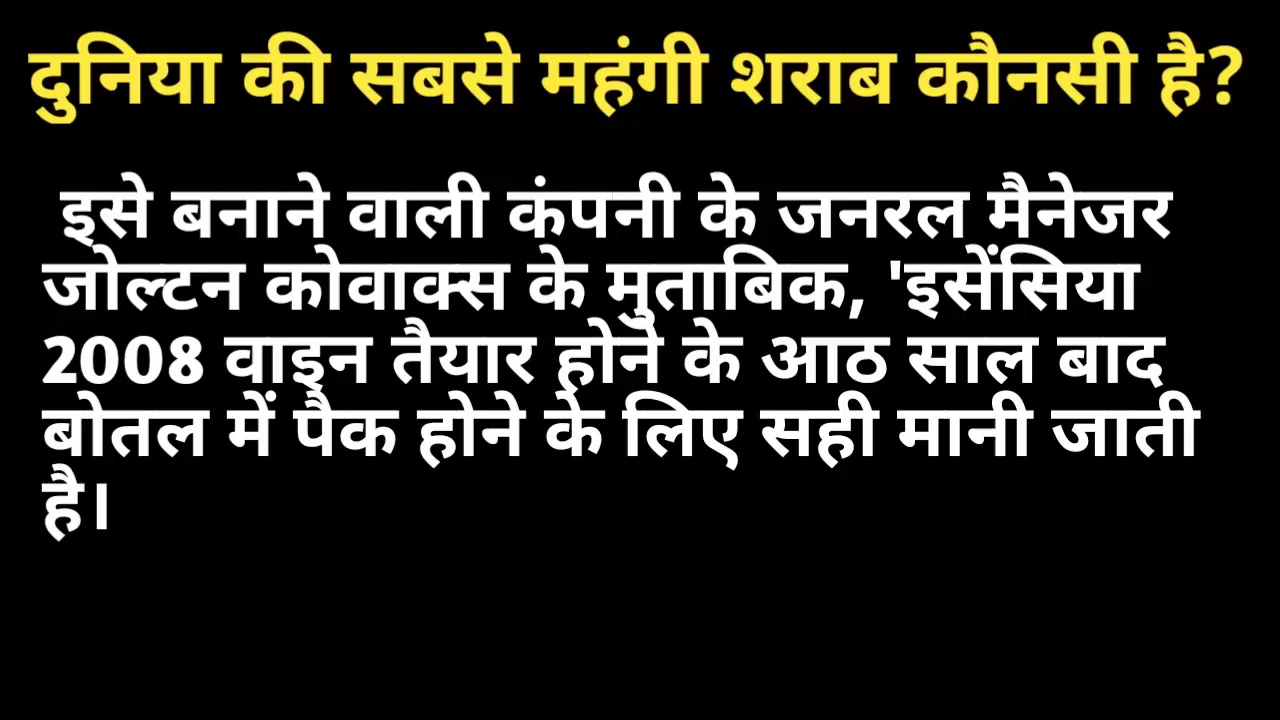 दुनिया की सबसे महंगी शराब कौनसी है?
इसे बनाने वाली कंपनी के जनरल मैनेजर
जोल्टन कोवाक्स के मुताबिक, 'इसेंसिया
2008 वाइन तैयार होने के आठ साल बाद
बोतल में पैक होने के लिए सही मानी जाती
है।